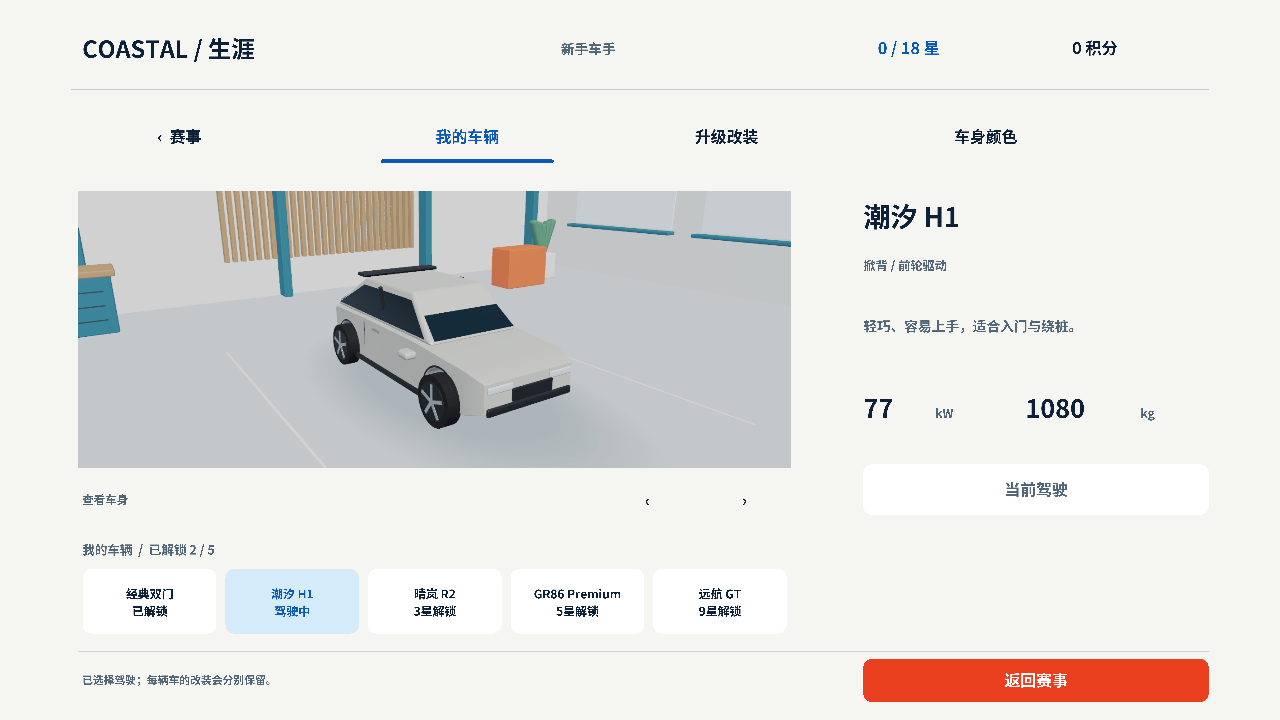 COASTAL / 生涯
新手车手
0 / 18 星
0 积分
‹ 赛事
我的车辆
升级改装
车身颜色
潮汐 H1
掀背 / 前轮驱动
轻巧、容易上手，适合入门与绕桩。
77 kW
1080 kg
当前驾驶
查看车身
‹
›
我的车辆 / 已解锁 2 / 5
经典双门
已解锁
潮汐 H1
驾驶中
晴岚 R2
3星解锁
GR86 Premium
5星解锁
远航 GT
9星解锁
已选择驾驶；每辆车的改装会分别保留。
返回赛事